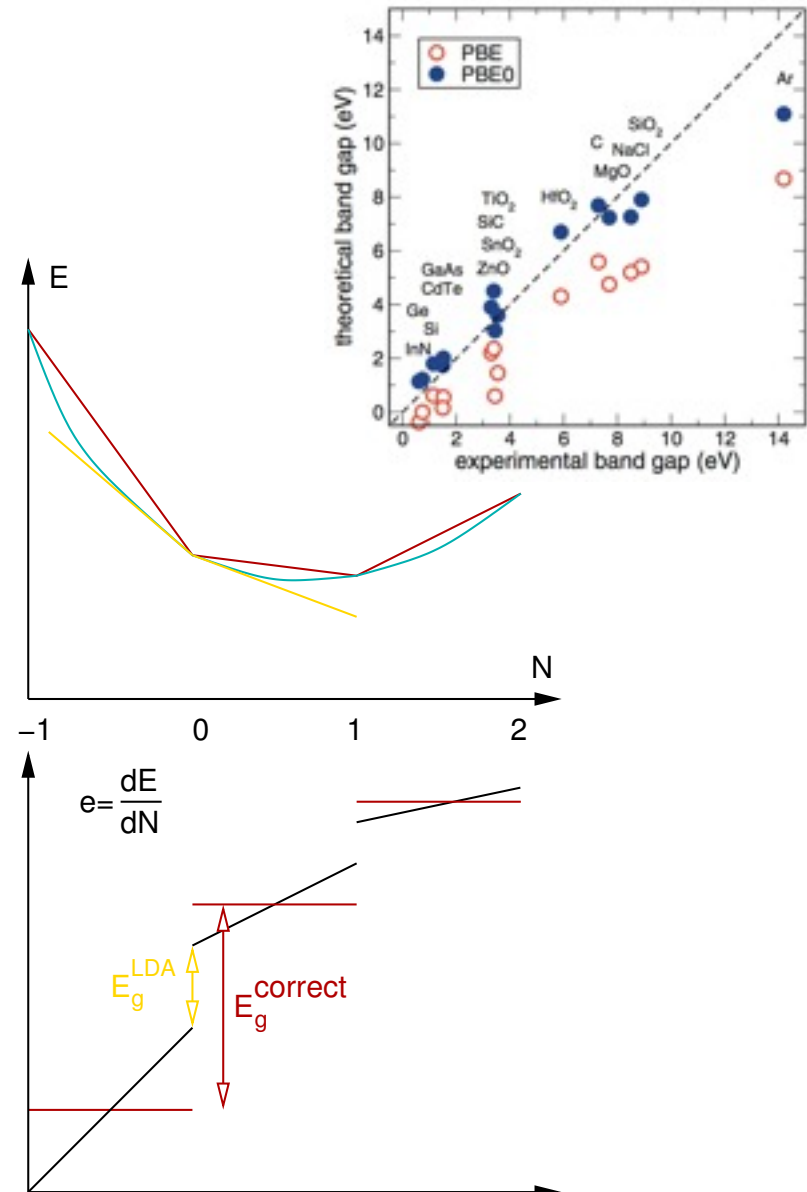 14
12
10
8
6
4
2
0
theoretical band gap (eV)
PBE
PBE0
Ar
SiO₂
C
NaCl
MgO
TiO₂
HfO₂
SiC
SnO₂
GaAs
ZnO
CdTe
Ge
Si
InN
0 2 4 6 8 10 12 14
experimental band gap (eV)
E
N
−1 0 1 2
e= dE
dN
E_g^LDA
E_g^correct